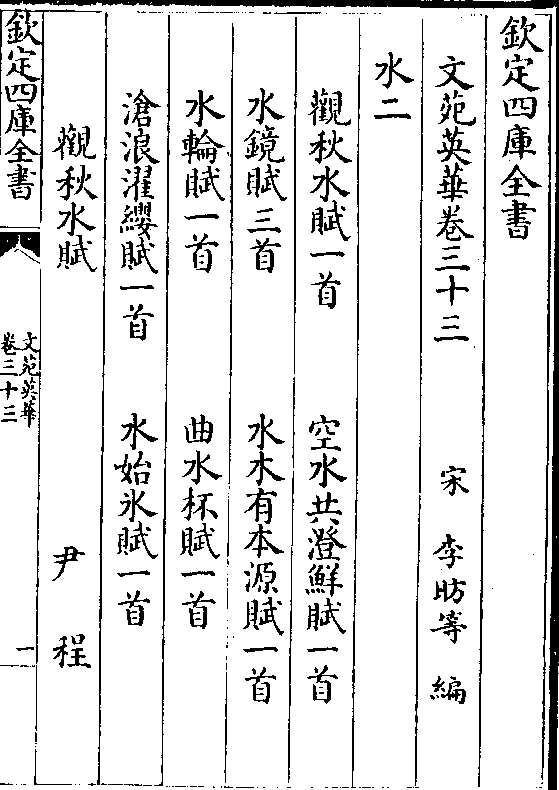 欽定四庫全書
文苑英華卷三十三　宋　李昉等　編
水二
觀秋水賦一首　空水共澄鮮賦一首
水鏡賦三首　水木有本源賦一首
水輪賦一首　曲水杯賦一首
滄浪濯纓賦一首　水始氷賦一首
觀秋水賦　尹　程
欽定四庫全書　文苑英華　卷三十三　一